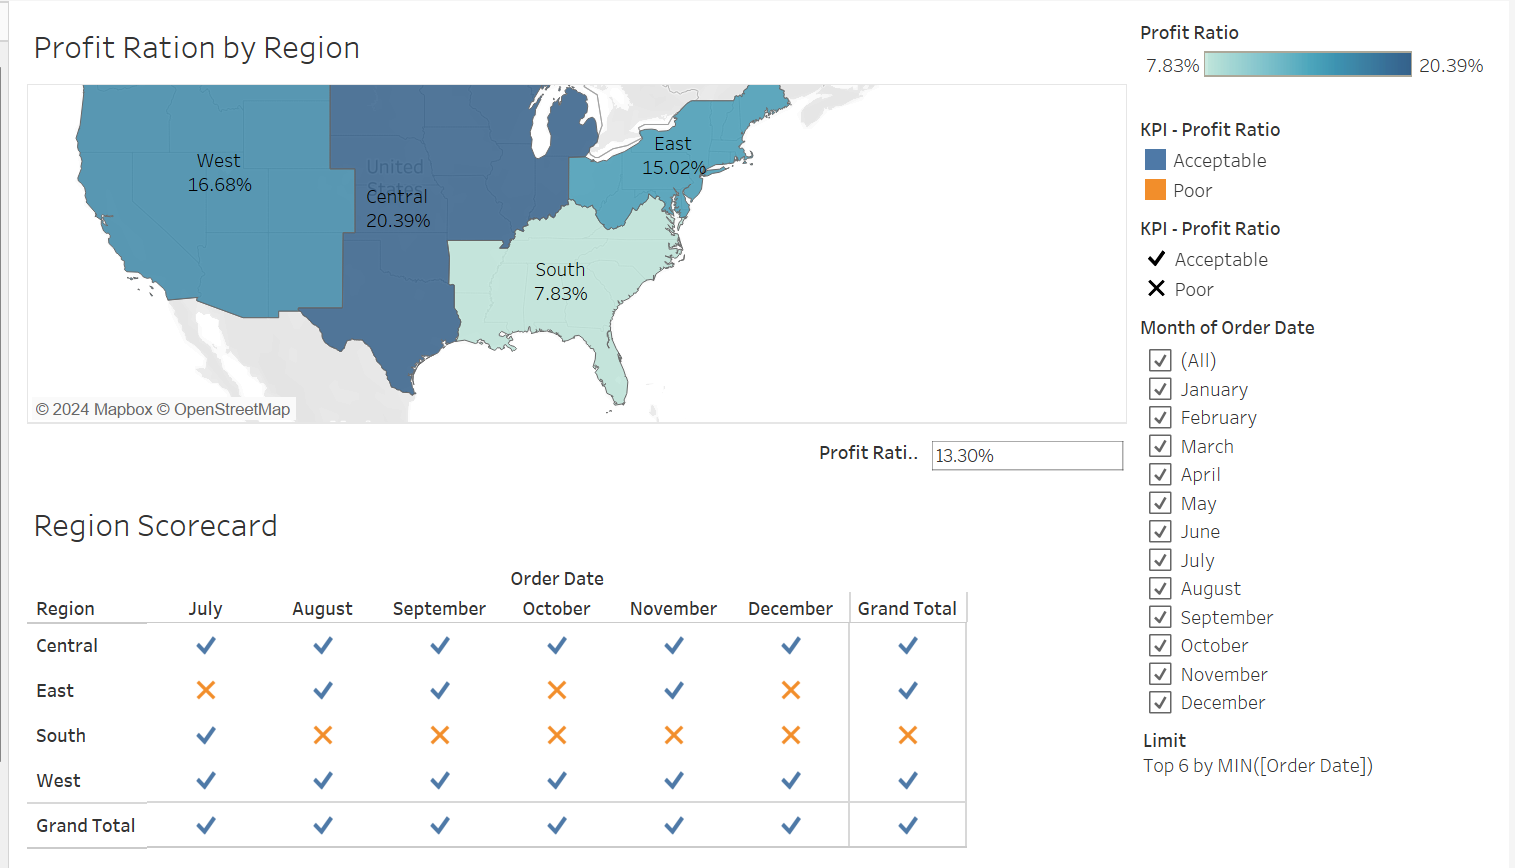 Profit Ration by Region
West
16.68%
United
States
Central
20.39%
East
15.02%
South
7.83%
© 2024 Mapbox © OpenStreetMap
Profit Rati..
13.30%
Region Scorecard
Order Date
Region July August September October November December Grand Total
Central
East
South
West
Grand Total
Profit Ratio
7.83% 20.39%
KPI - Profit Ratio
Acceptable
Poor
KPI - Profit Ratio
Acceptable
Poor
Month of Order Date
(All)
January
February
March
April
May
June
July
August
September
October
November
December
Limit
Top 6 by MIN([Order Date])